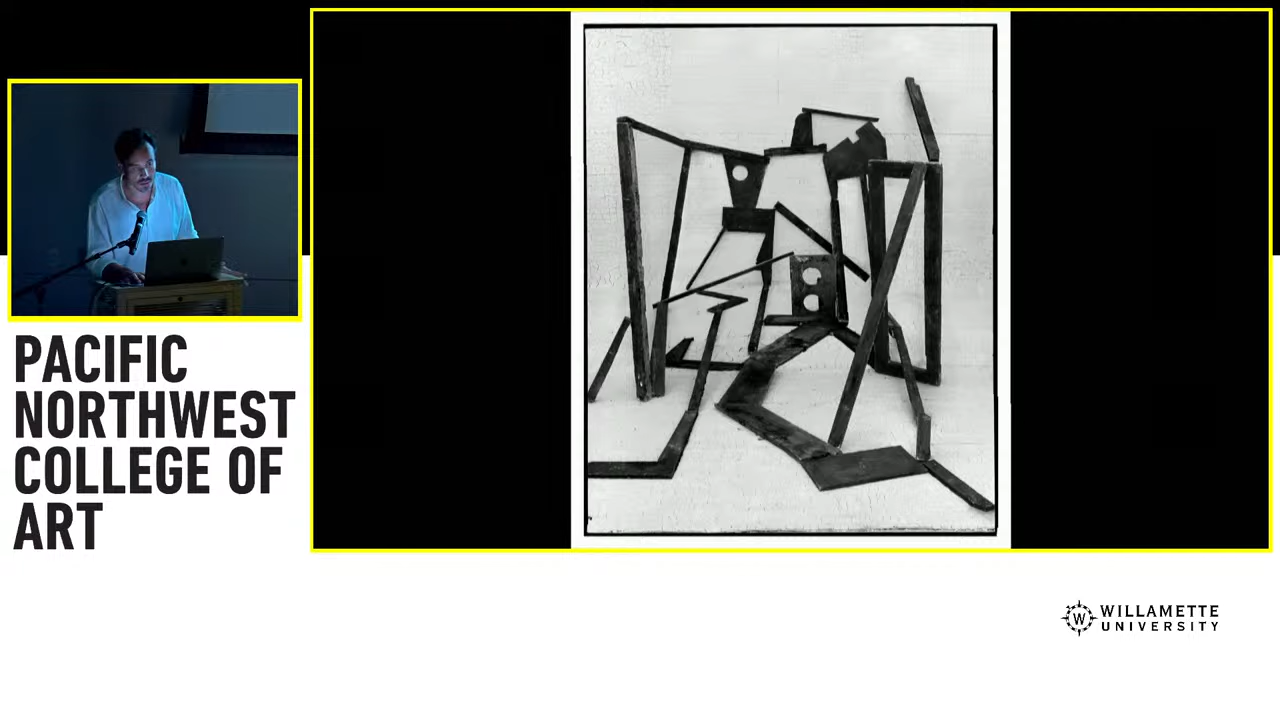 PACIFIC
NORTHWEST
COLLEGE OF
ART
WILLAMETTE
UNIVERSITY